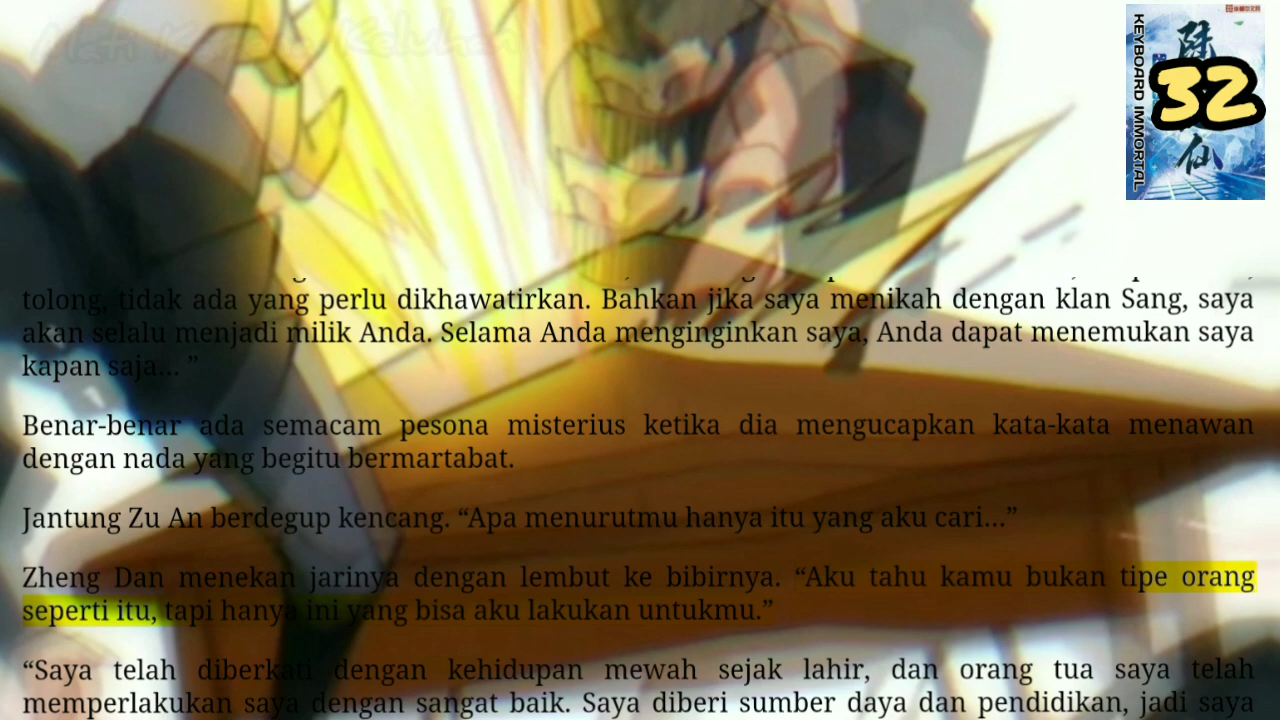 Mati
KEYBOARD IMMORTAL
陆
仙
32
tolong, tidak ada yang perlu dikhawatirkan. Bahkan jika saya menikah dengan klan Sang, saya
akan selalu menjadi milik Anda. Selama Anda menginginkan saya, Anda dapat menemukan saya
kapan saja... ”
Benar-benar ada semacam pesona misterius ketika dia mengucapkan kata-kata menawan
dengan nada yang begitu bermartabat.
Jantung Zu An berdegup kencang. “Apa menurutmu hanya itu yang aku cari...”
Zheng Dan menekan jarinya dengan lembut ke bibirnya. “Aku tahu kamu bukan tipe orang
seperti itu, tapi hanya ini yang bisa aku lakukan untukmu.”
“Saya telah diberkati dengan kehidupan mewah sejak lahir, dan orang tua saya telah
memperlakukan saya dengan sangat baik. Saya diberi sumber daya dan pendidikan, jadi saya